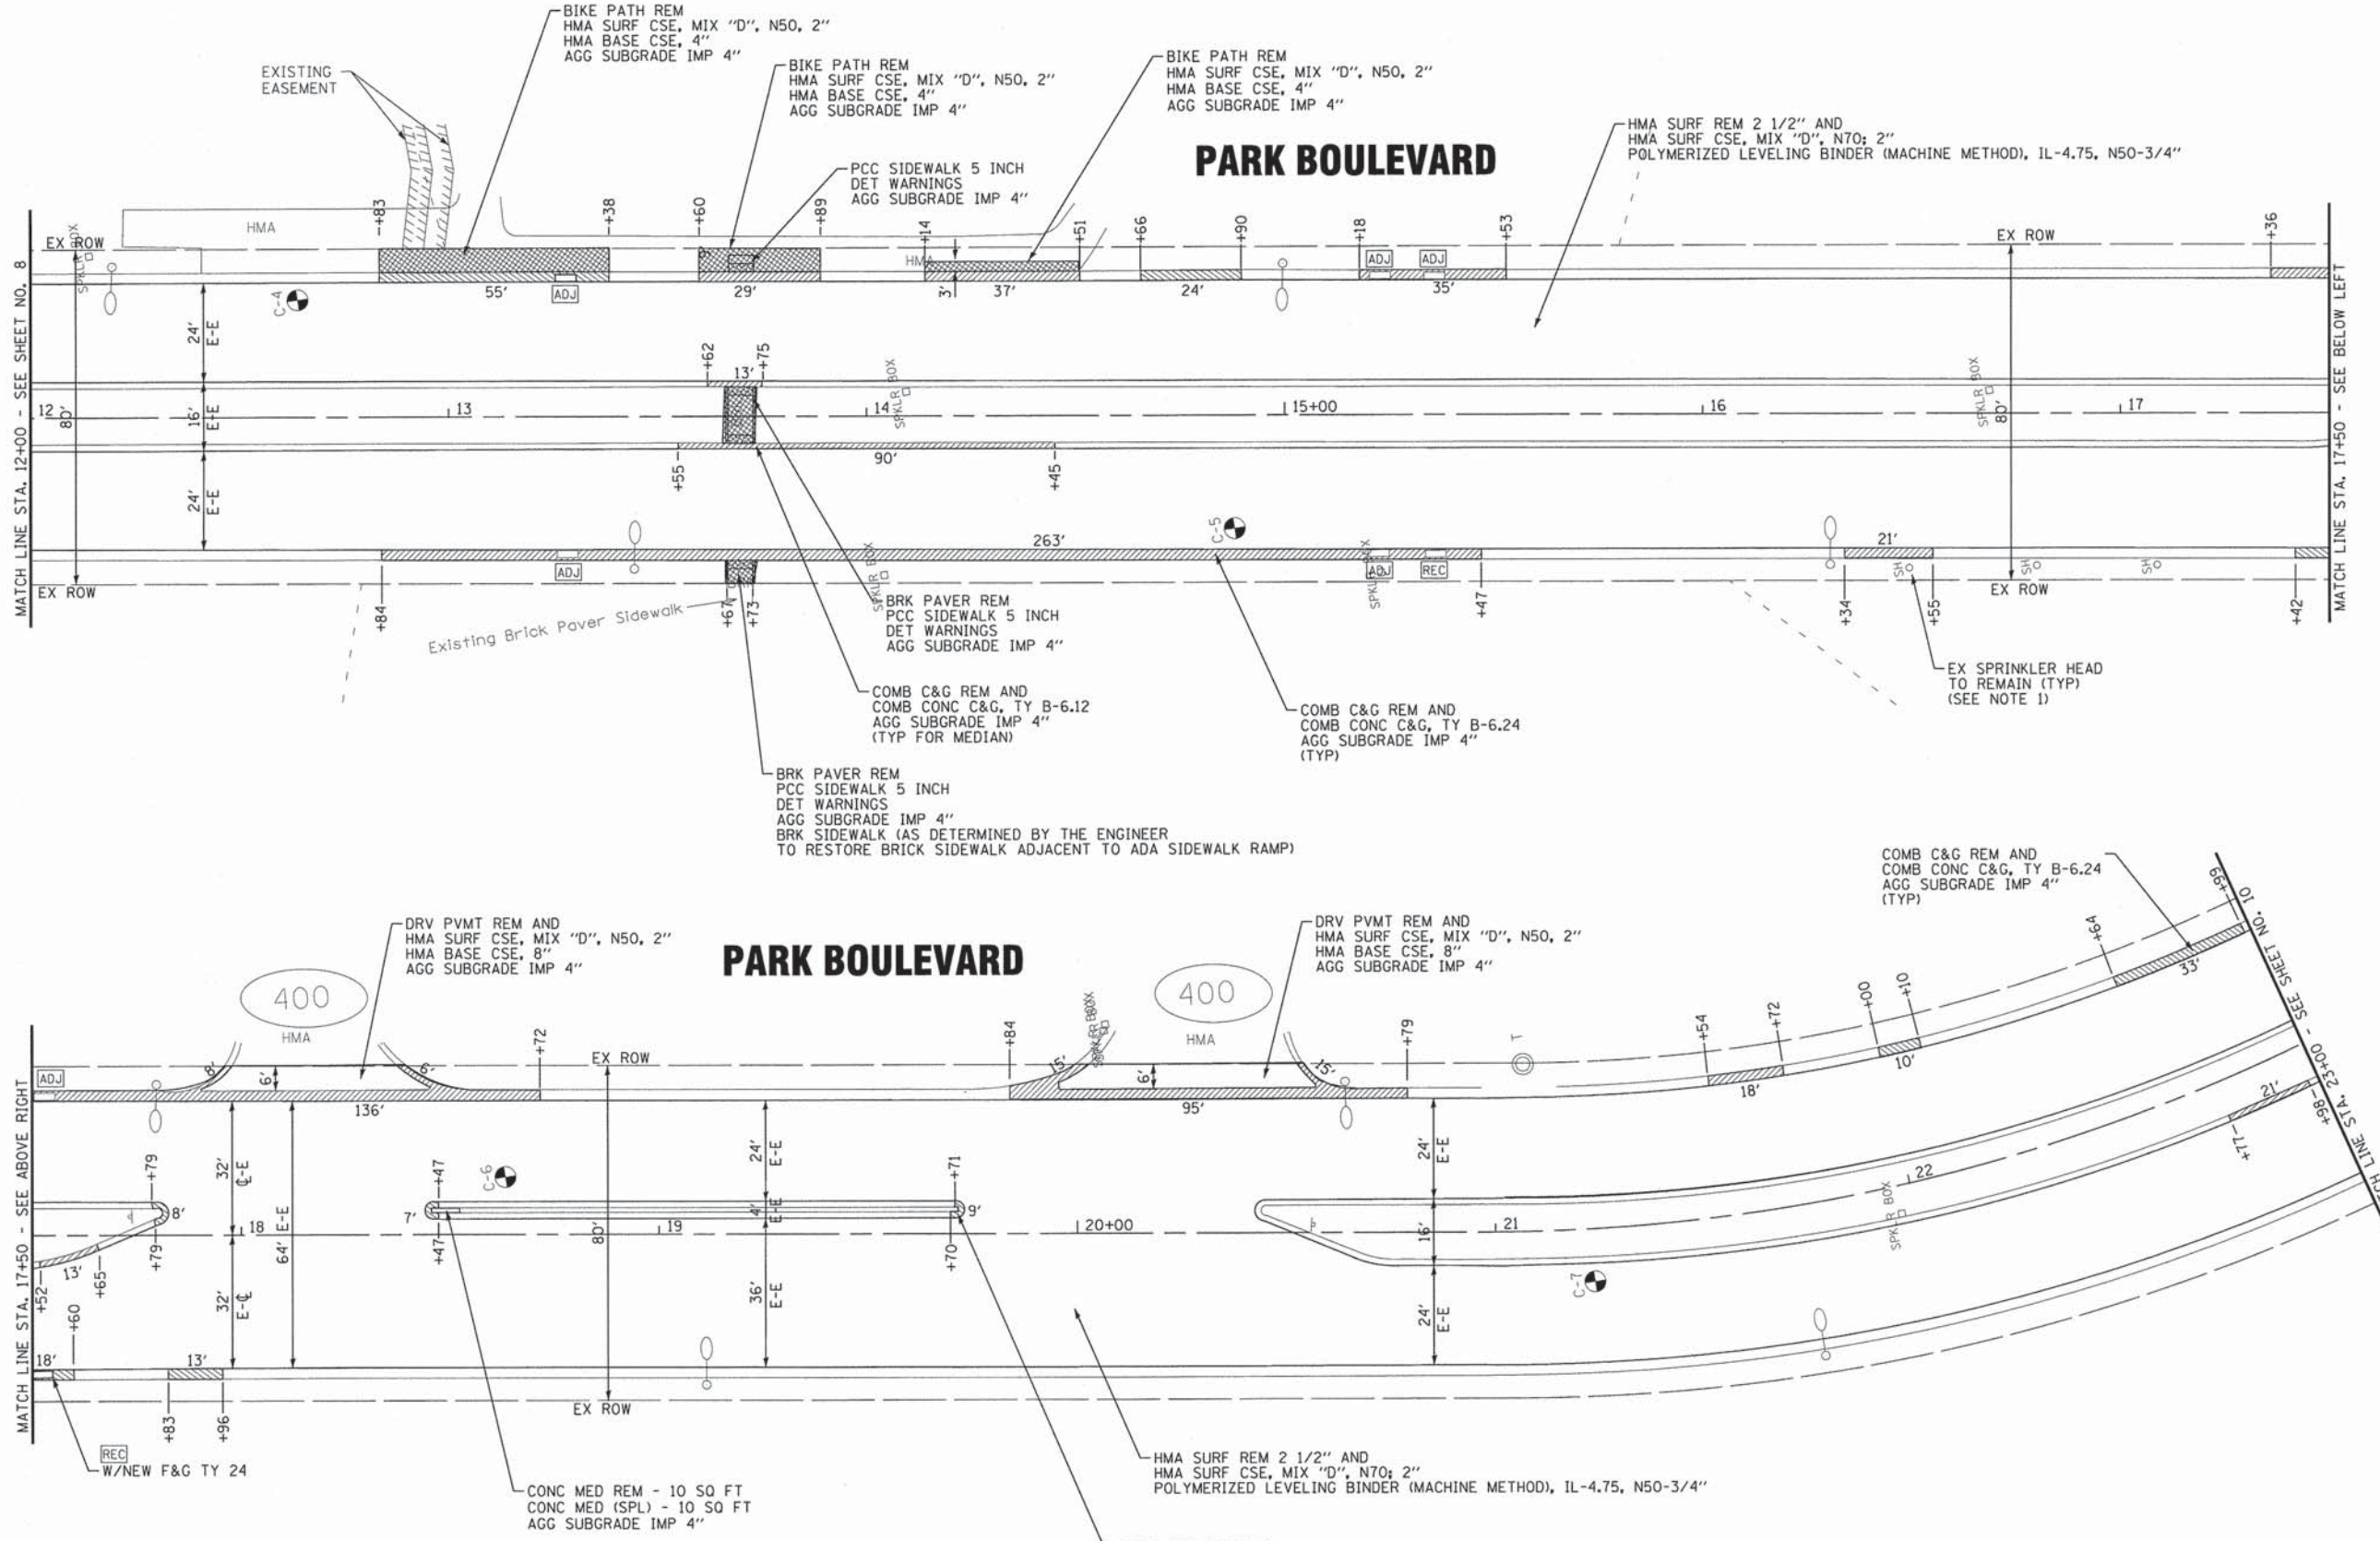 BIKE PATH REM
HMA SURF CSE, MIX "D", N50, 2"
HMA BASE CSE, 4"
AGG SUBGRADE IMP 4"
BIKE PATH REM
HMA SURF CSE, MIX "D", N50, 2"
HMA BASE CSE, 4"
AGG SUBGRADE IMP 4"
BIKE PATH REM
HMA SURF CSE, MIX "D", N50, 2"
HMA BASE CSE, 4"
AGG SUBGRADE IMP 4"
EXISTING
EASEMENT
PARK BOULEVARD
HMA SURF REM 2 1/2" AND
HMA SURF CSE, MIX "D", N70; 2"
POLYMERIZED LEVELING BINDER (MACHINE METHOD), IL-4.75, N50-3/4"
PCC SIDEWALK 5 INCH
DET WARNINGS
AGG SUBGRADE IMP 4"
MATCH LINE STA. 12+00 - SEE SHEET NO. 8
EX ROW
SPKLR BOX
HMA
+83
+38
+60
+89
+14
+51
+66
+90
+18
+53
+36
EX ROW
HMA
ADJ
ADJ
55'
ADJ
29'
3'
37'
24'
35'
C-4
24'
E-E
+62
+75
13'
SPKLR BOX
SPKLR BOX
12
80'
16'
E-E
13
14
15+00
16
80'
17
+55
90'
+45
24'
E-E
C-5
263'
21'
ADJ
SPKLR BOX
SPKLR BOX
ADJ
REC
SH
SH
SH
EX ROW
EX ROW
+84
Existing Brick Paver Sidewalk
+67
+73
+47
+34
+55
+42
MATCH LINE STA. 17+50 - SEE BELOW LEFT
BRK PAVER REM
PCC SIDEWALK 5 INCH
DET WARNINGS
AGG SUBGRADE IMP 4"
EX SPRINKLER HEAD
TO REMAIN (TYP)
(SEE NOTE 1)
COMB C&G REM AND
COMB CONC C&G, TY B-6.12
AGG SUBGRADE IMP 4"
(TYP FOR MEDIAN)
COMB C&G REM AND
COMB CONC C&G, TY B-6.24
AGG SUBGRADE IMP 4"
(TYP)
BRK PAVER REM
PCC SIDEWALK 5 INCH
DET WARNINGS
AGG SUBGRADE IMP 4"
BRK SIDEWALK (AS DETERMINED BY THE ENGINEER
TO RESTORE BRICK SIDEWALK ADJACENT TO ADA SIDEWALK RAMP)
COMB C&G REM AND
COMB CONC C&G, TY B-6.24
AGG SUBGRADE IMP 4"
(TYP)
DRV PVMT REM AND
HMA SURF CSE, MIX "D", N50, 2"
HMA BASE CSE, 8"
AGG SUBGRADE IMP 4"
PARK BOULEVARD
DRV PVMT REM AND
HMA SURF CSE, MIX "D", N50, 2"
HMA BASE CSE, 8"
AGG SUBGRADE IMP 4"
400
HMA
400
HMA
MATCH LINE STA. 17+50 - SEE ABOVE RIGHT
ADJ
8'
6'
6'
+72
EX ROW
+84
15'
6'
15'
+79
T
+54
+72
+00
+10
+64
+99
136'
95'
18'
10'
33'
SEE SHEET NO. 10
LINE STA. 23+00
+79
8'
32'
E-℄
18
64' E-E
+47
C-6
7'
24'
E-E
4'
E-E
+71
9'
19
80'
20+00
24'
E-E
16'
21
SPKLR BOX
22
21'
+77
+98
+52
13'
+65
+79
+60
32'
E-℄
+47
36'
E-E
+70
24'
E-E
C-7
18'
13'
+83
+96
EX ROW
REC
W/NEW F&G TY 24
CONC MED REM - 10 SQ FT
CONC MED (SPL) - 10 SQ FT
AGG SUBGRADE IMP 4"
HMA SURF REM 2 1/2" AND
HMA SURF CSE, MIX "D", N70; 2"
POLYMERIZED LEVELING BINDER (MACHINE METHOD), IL-4.75, N50-3/4"